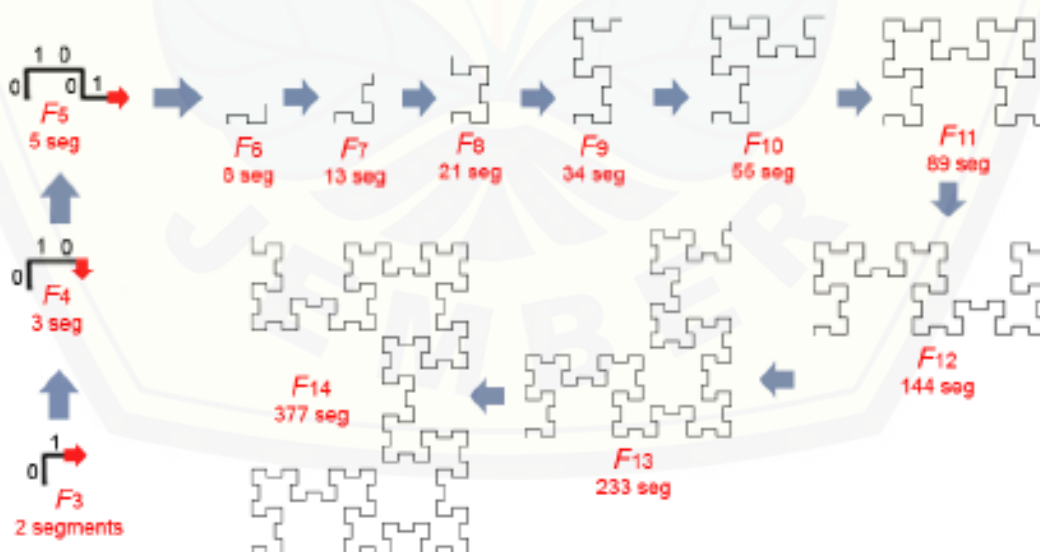 1 0
0 0 1
F5
5 seg
F6
8 seg
F7
13 seg
F8
21 seg
F9
34 seg
F10
55 seg
F11
89 seg
1 0
0
F4
3 seg
F12
144 seg
F13
233 seg
F14
377 seg
1
0
F3
2 segments
JEMBER